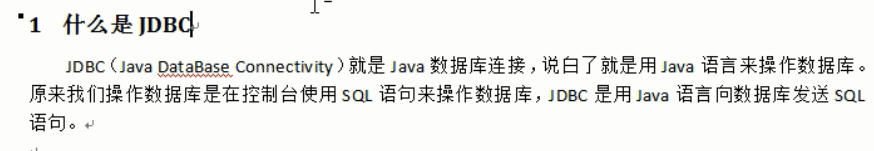 1 什么是 JDBC
JDBC（Java DataBase Connectivity）就是 Java 数据库连接，说白了就是用 Java 语言来操作数据库。
原来我们操作数据库是在控制台使用 SQL 语句来操作数据库，JDBC 是用 Java 语言向数据库发送 SQL
语句。